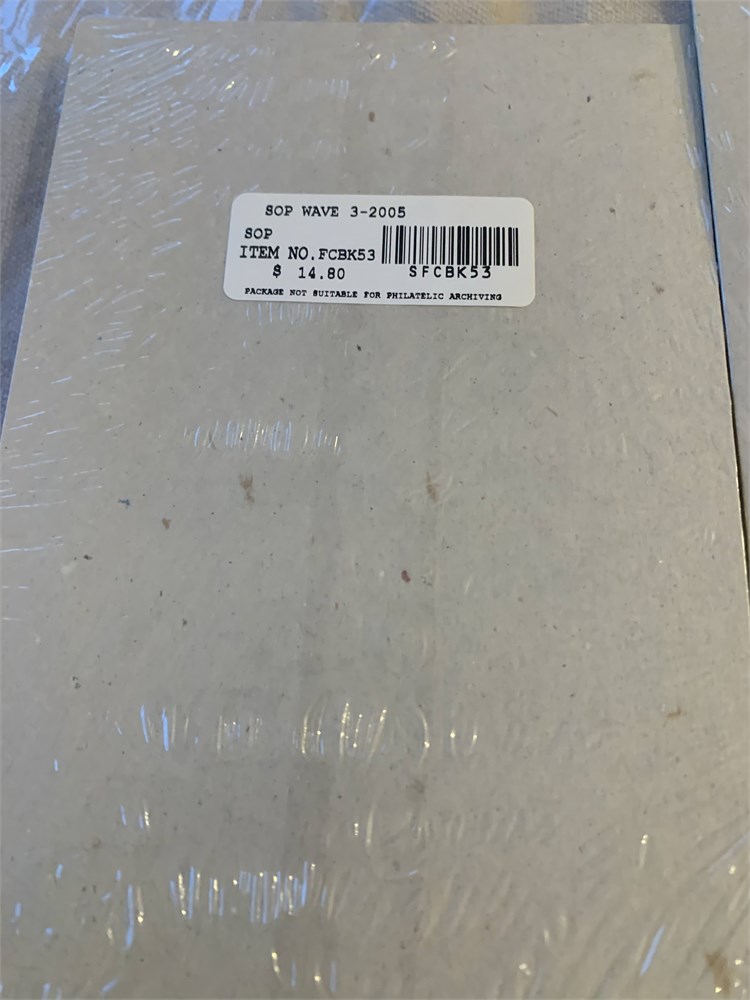 SOP WAVE 3-2005
SOP
ITEM NO.FCBK53
$ 14.80
SFCBK53
PACKAGE NOT SUITABLE FOR PHILATELIC ARCHIVING